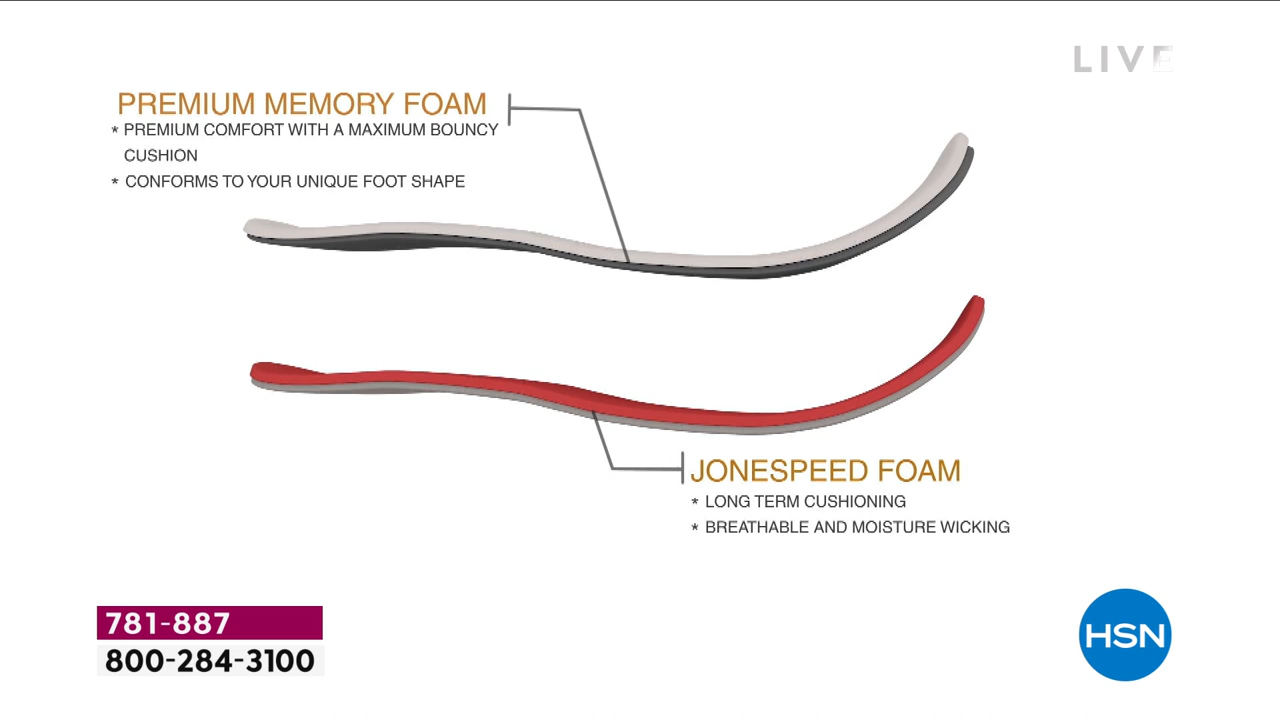 LIVE
PREMIUM MEMORY FOAM
* PREMIUM COMFORT WITH A MAXIMUM BOUNCY
CUSHION
* CONFORMS TO YOUR UNIQUE FOOT SHAPE
JONESPEED FOAM
* LONG TERM CUSHIONING
* BREATHABLE AND MOISTURE WICKING
781-887
800-284-3100
HSN